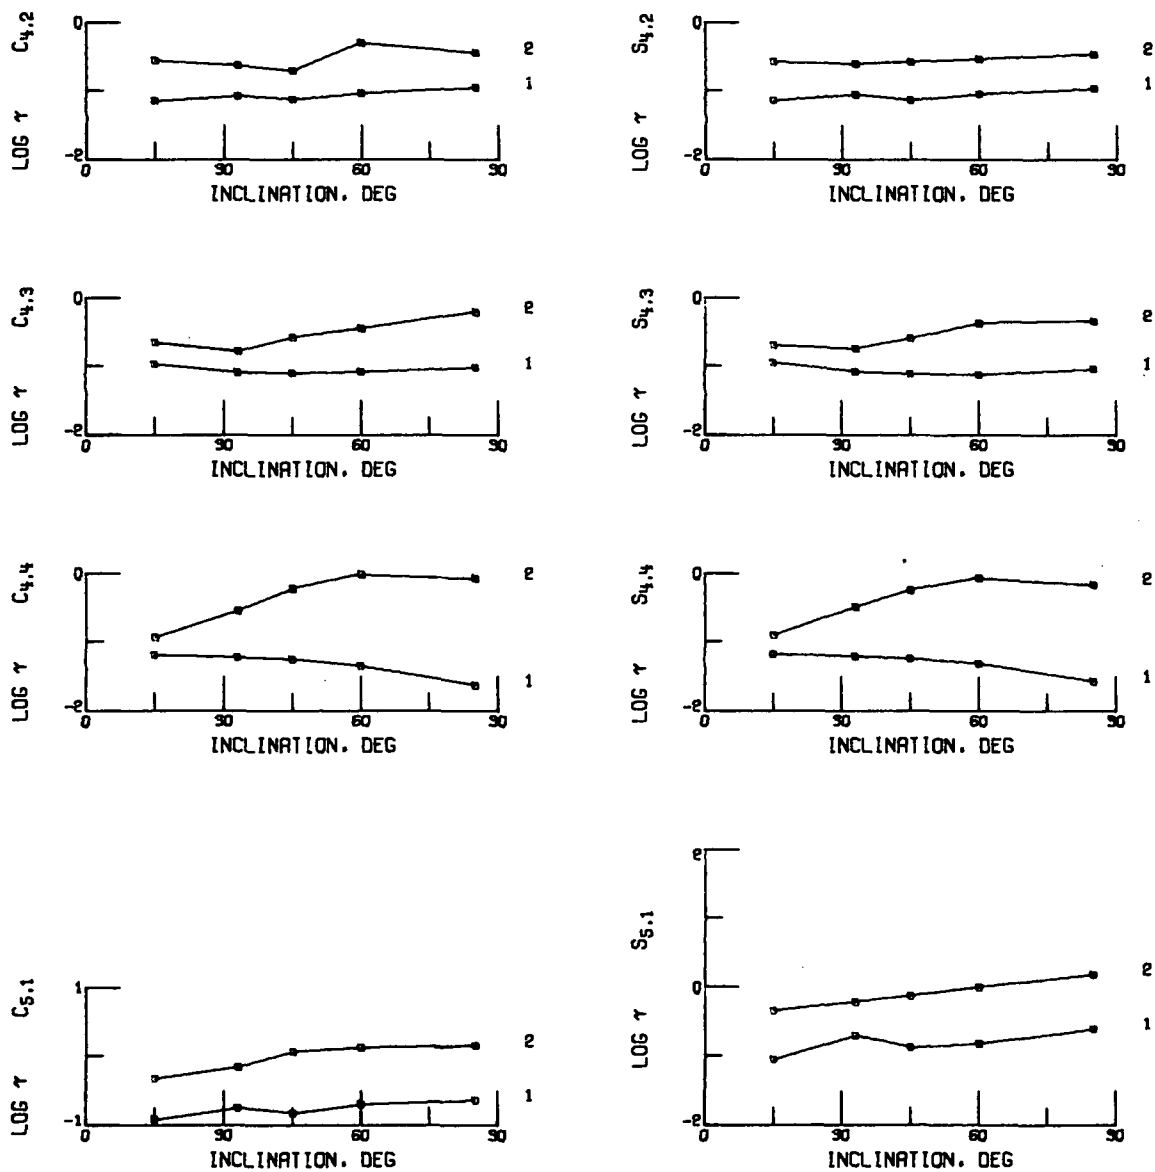 LOG γ C4,2
0
-2
0 30 60 90
INCLINATION, DEG
2
1
LOG γ S4,2
0
-2
0 30 60 90
INCLINATION, DEG
2
1
LOG γ C4,3
0
-2
0 30 60 90
INCLINATION, DEG
2
1
LOG γ S4,3
0
-2
0 30 60 90
INCLINATION, DEG
2
1
LOG γ C4,4
0
-2
0 30 60 90
INCLINATION, DEG
2
1
LOG γ S4,4
0
-2
0 30 60 90
INCLINATION, DEG
2
1
LOG γ C5,1
1
-1
0 30 60 90
INCLINATION, DEG
2
1
LOG γ S5,1
2
0
-2
0 30 60 90
INCLINATION, DEG
2
1